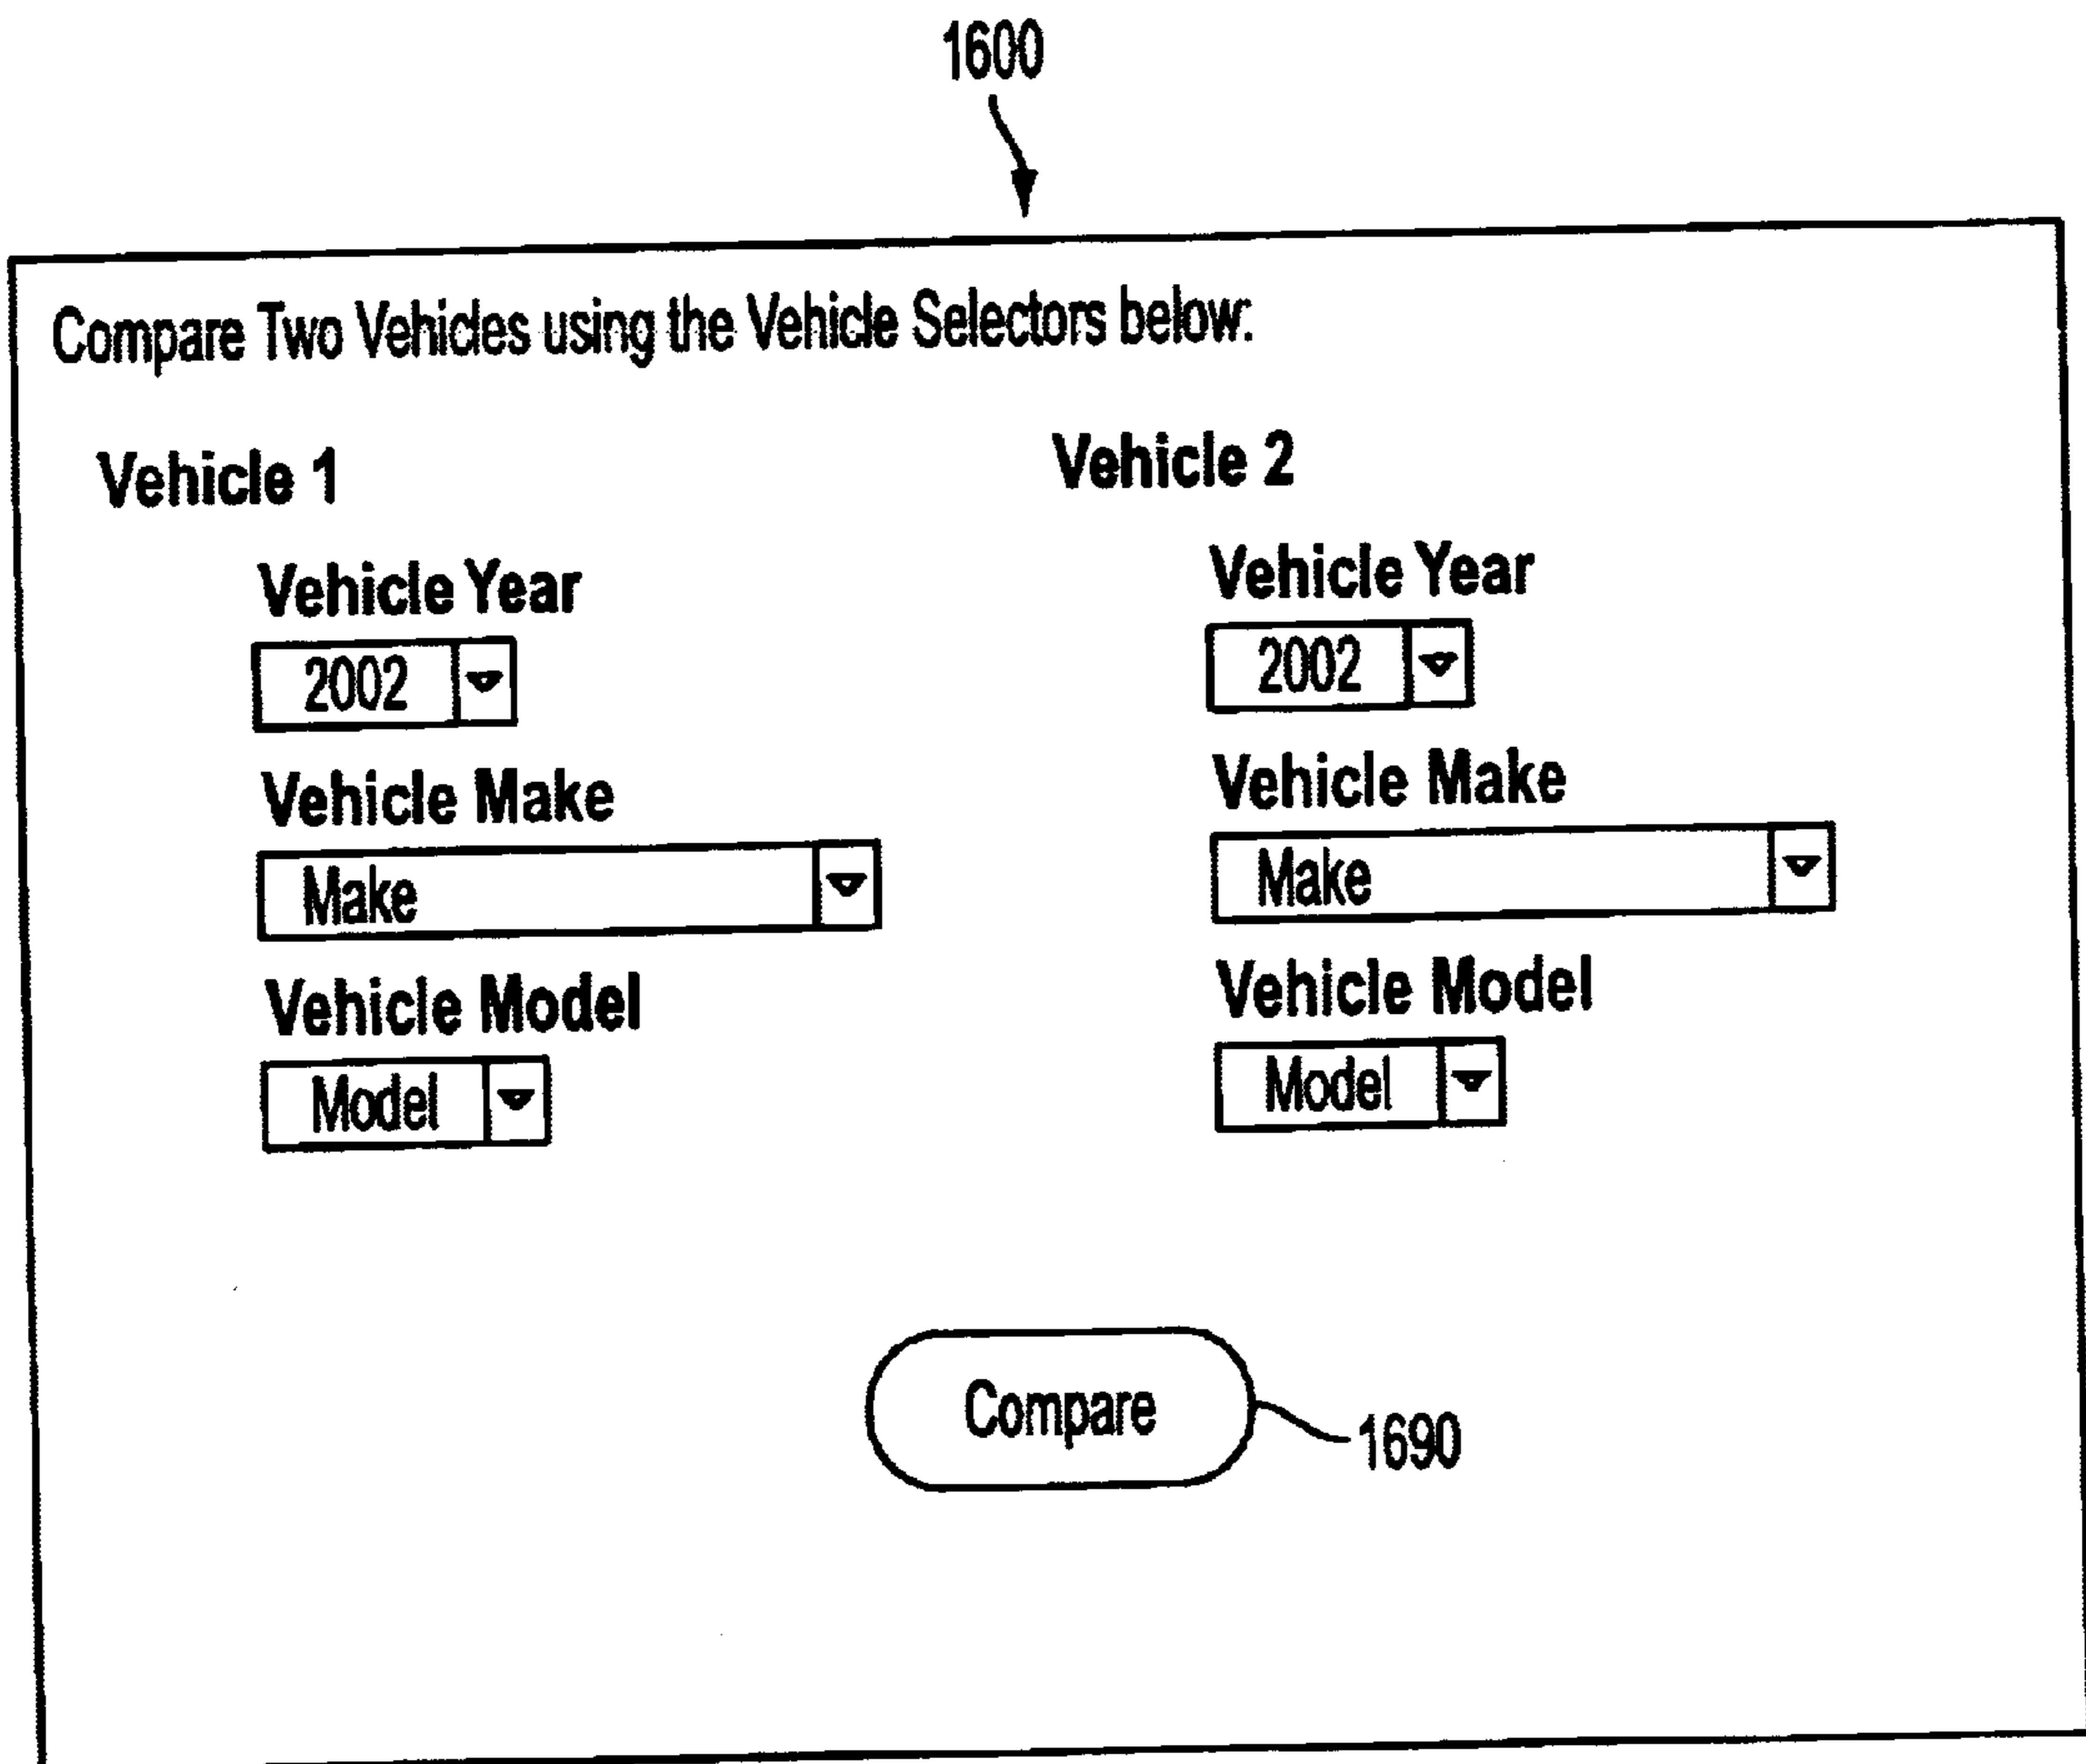 1600
Compare Two Vehicles using the Vehicle Selectors below:
Vehicle 1
Vehicle Year
2002
Vehicle Make
Make
Vehicle Model
Model
Vehicle 2
Vehicle Year
2002
Vehicle Make
Make
Vehicle Model
Model
Compare
1690